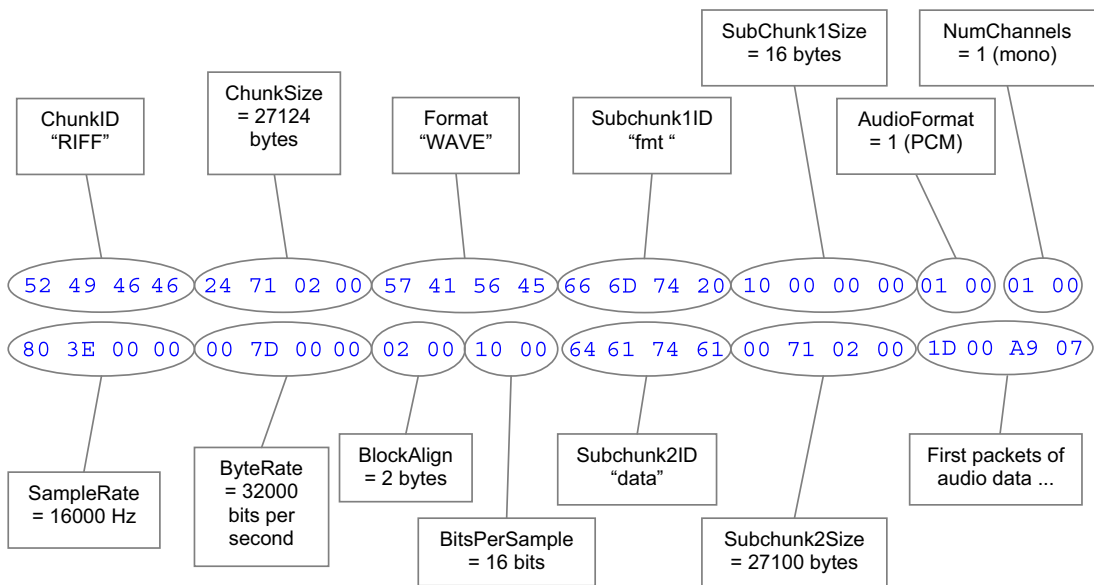 SubChunk1Size
= 16 bytes
NumChannels
= 1 (mono)
ChunkID
“RIFF”
ChunkSize
= 27124
bytes
Format
“WAVE”
Subchunk1ID
“fmt “
AudioFormat
= 1 (PCM)
52 49 46 46 24 71 02 00 57 41 56 45 66 6D 74 20 10 00 00 00 01 00 01 00
80 3E 00 00 00 7D 00 00 02 00 10 00 64 61 74 61 00 71 02 00 1D 00 A9 07
SampleRate
= 16000 Hz
ByteRate
= 32000
bits per
second
BlockAlign
= 2 bytes
BitsPerSample
= 16 bits
Subchunk2ID
“data”
Subchunk2Size
= 27100 bytes
First packets of
audio data ...